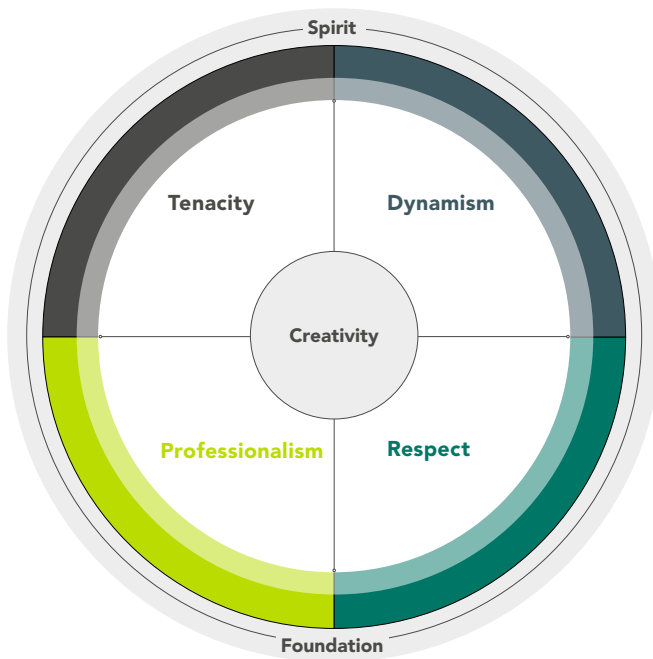 Spirit
Tenacity
Dynamism
Creativity
Professionalism
Respect
Foundation